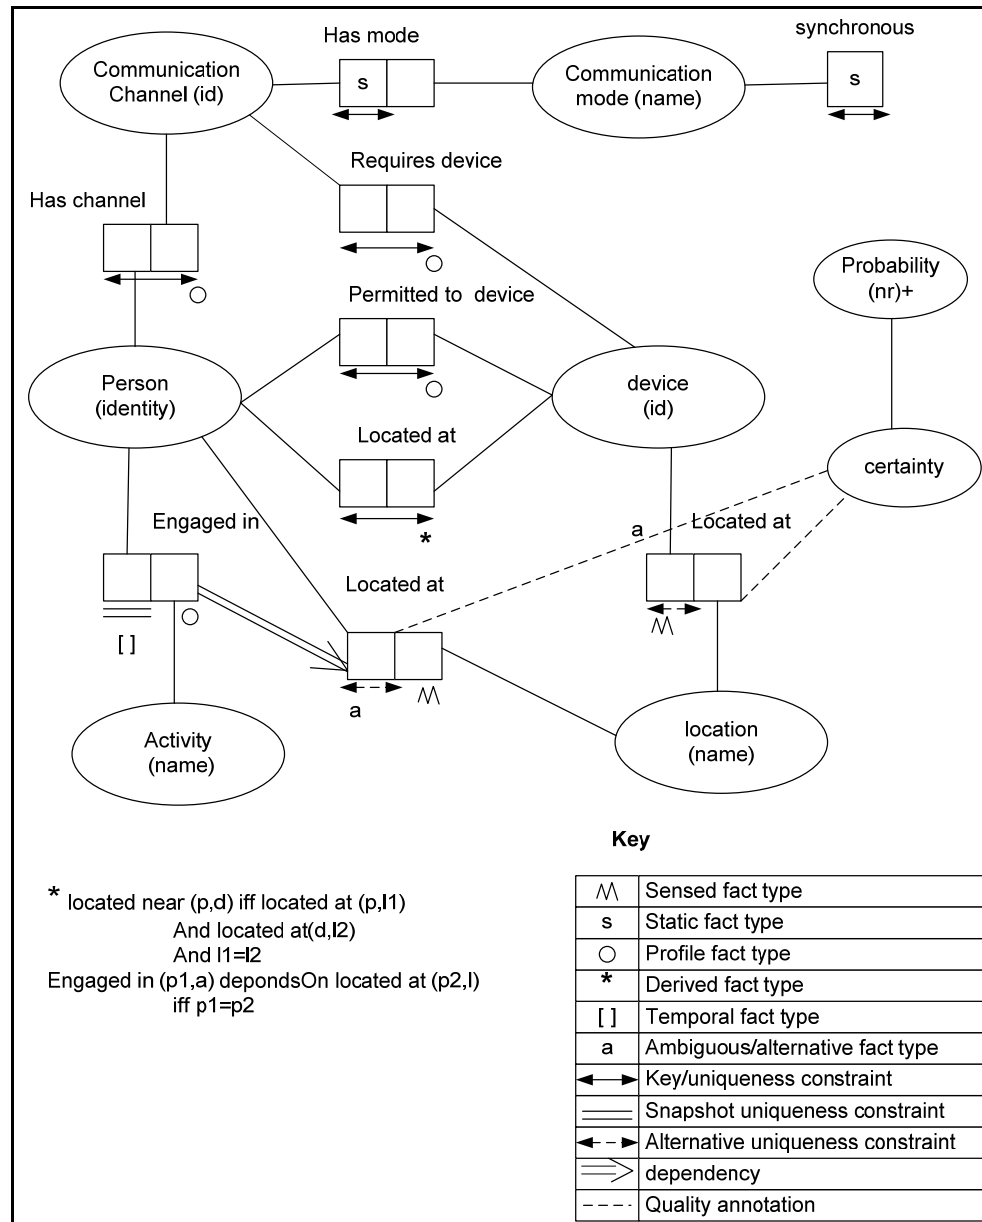 Has mode
synchronous
Communication
Channel (id)
s
Communication
mode (name)
s
Requires device
Has channel
Permitted to device
Probability
(nr)+
Person
(identity)
device
(id)
Located at
certainty
Engaged in
a
Located at
Located at
[ ]
a
Activity
(name)
location
(name)
Key
* located near (p,d) iff located at (p,l1)
And located at(d,l2)
And l1=l2
Engaged in (p1,a) depondsOn located at (p2,l)
iff p1=p2
Sensed fact type
s Static fact type
Profile fact type
* Derived fact type
[ ] Temporal fact type
a Ambiguous/alternative fact type
Key/uniqueness constraint
Snapshot uniqueness constraint
Alternative uniqueness constraint
dependency
Quality annotation